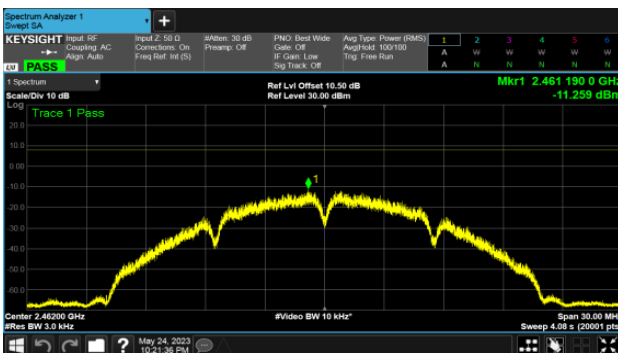 Spectrum Analyzer 1
Swept SA
+
KEYSIGHT Input: RF Input Z: 50 Ω #Atten: 30 dB PNO: Best Wide Avg Type: Power (RMS) 1 2 3 4 5 6
Coupling: AC Corrections: On Preamp: Off Gate: Off Avg|Hold: 100/100 A W W W W W
Align: Auto Freq Ref: Int (S) IF Gain: Low Trig: Free Run
Sig Track: Off A N N N N N
LXI PASS
1 Spectrum
Scale/Div 10 dB
Ref Lvl Offset 10.50 dB
Ref Level 30.00 dBm
Mkr1 2.461 190 0 GHz
-11.259 dBm
Log
Trace 1 Pass
20.0
10.0
0.00
-10.0
1
-20.0
-30.0
-40.0
-50.0
-60.0
Center 2.46200 GHz #Video BW 10 kHz* Span 30.00 MHz
#Res BW 3.0 kHz Sweep 4.08 s (20001 pts)
? May 24, 2023
10:21:36 PM